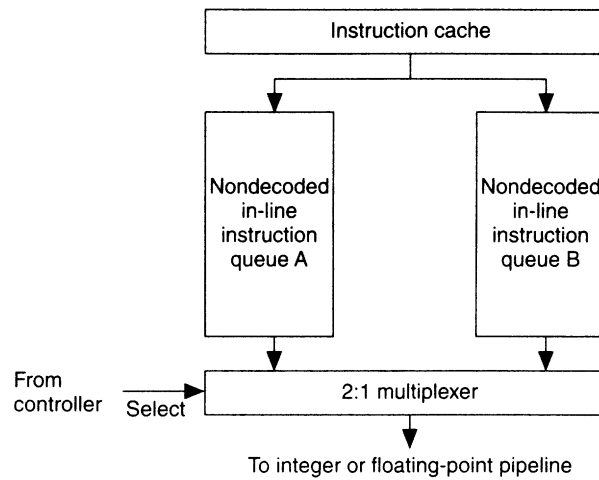 Instruction cache
Nondecoded
in-line
instruction
queue A
Nondecoded
in-line
instruction
queue B
From
controller
Select
2:1 multiplexer
To integer or floating-point pipeline